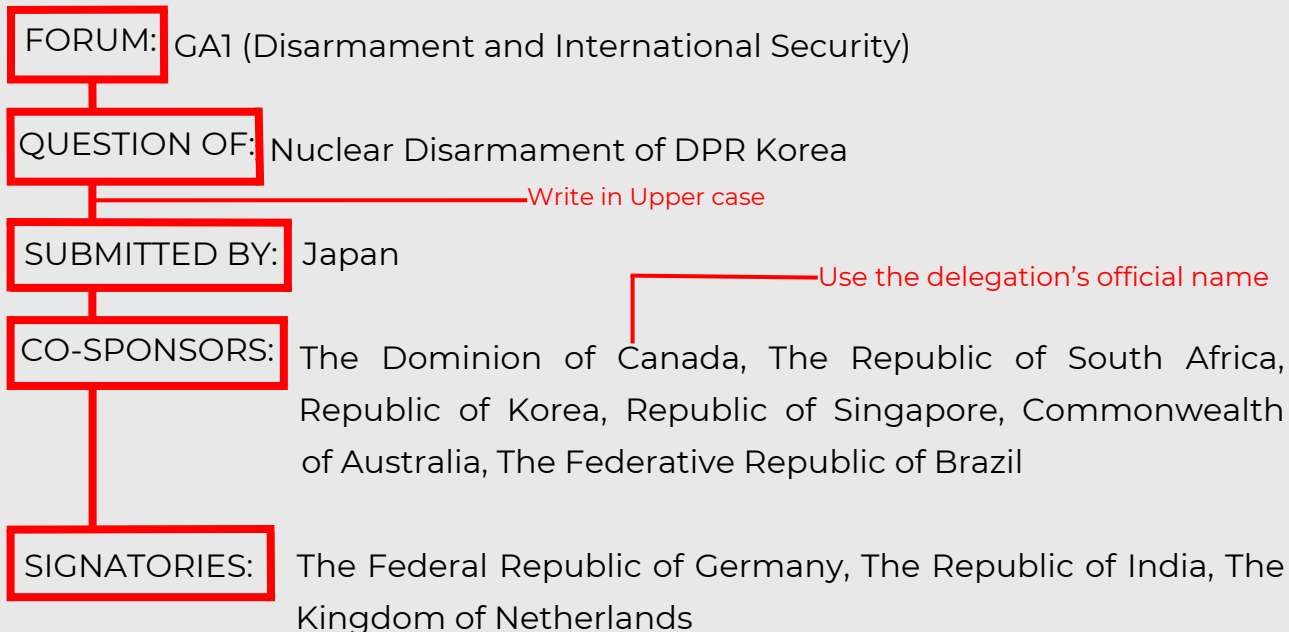 FORUM: GA1 (Disarmament and International Security)
QUESTION OF: Nuclear Disarmament of DPR Korea
Write in Upper case
SUBMITTED BY: Japan
Use the delegation's official name
CO-SPONSORS: The Dominion of Canada, The Republic of South Africa,
Republic of Korea, Republic of Singapore, Commonwealth
of Australia, The Federative Republic of Brazil
SIGNATORIES: The Federal Republic of Germany, The Republic of India, The
Kingdom of Netherlands